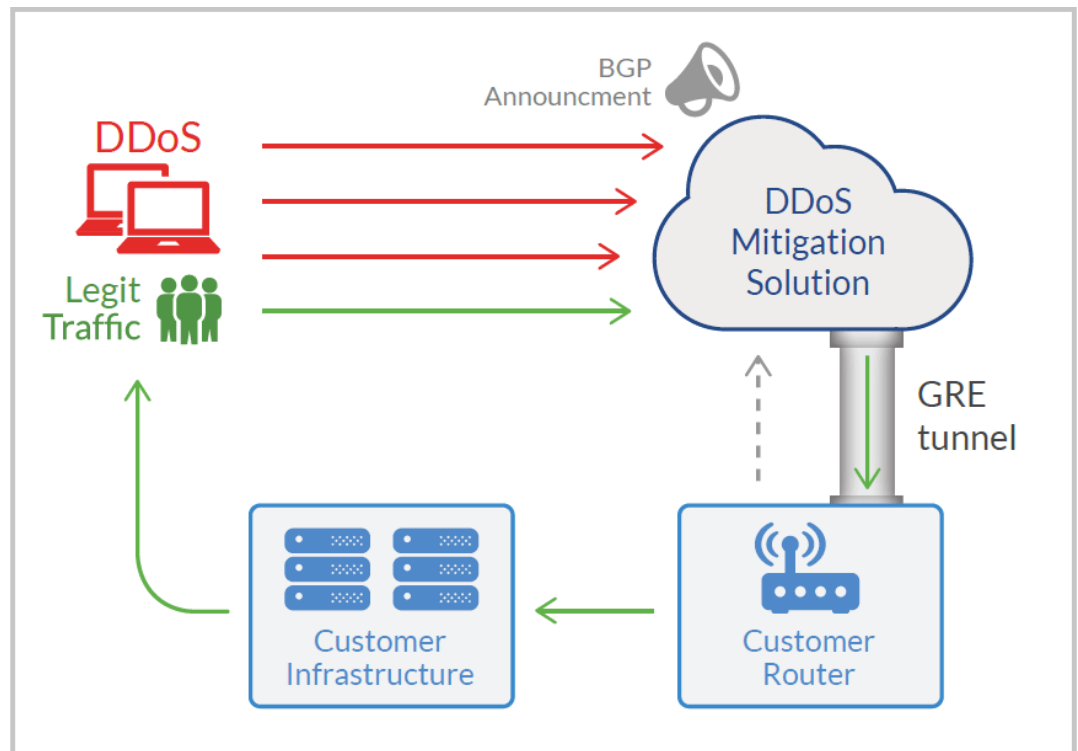 BGP
Announcment
DDoS
Legit
Traffic
DDoS
Mitigation
Solution
GRE
tunnel
Customer
Infrastructure
Customer
Router